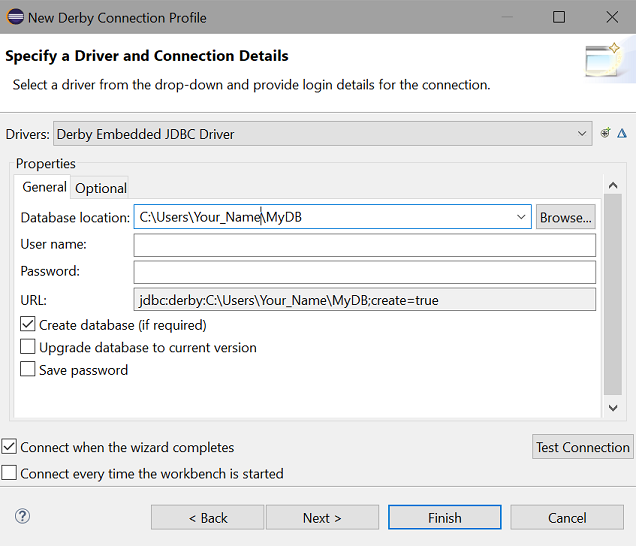 New Derby Connection Profile
Specify a Driver and Connection Details
Select a driver from the drop-down and provide login details for the connection.
Drivers: Derby Embedded JDBC Driver
Properties
General Optional
Database location: C:\Users\Your_Name\MyDB Browse...
User name:
Password:
URL: jdbc:derby:C:\Users\Your_Name\MyDB;create=true
Create database (if required)
Upgrade database to current version
Save password
Connect when the wizard completes Test Connection
Connect every time the workbench is started
? < Back Next > Finish Cancel